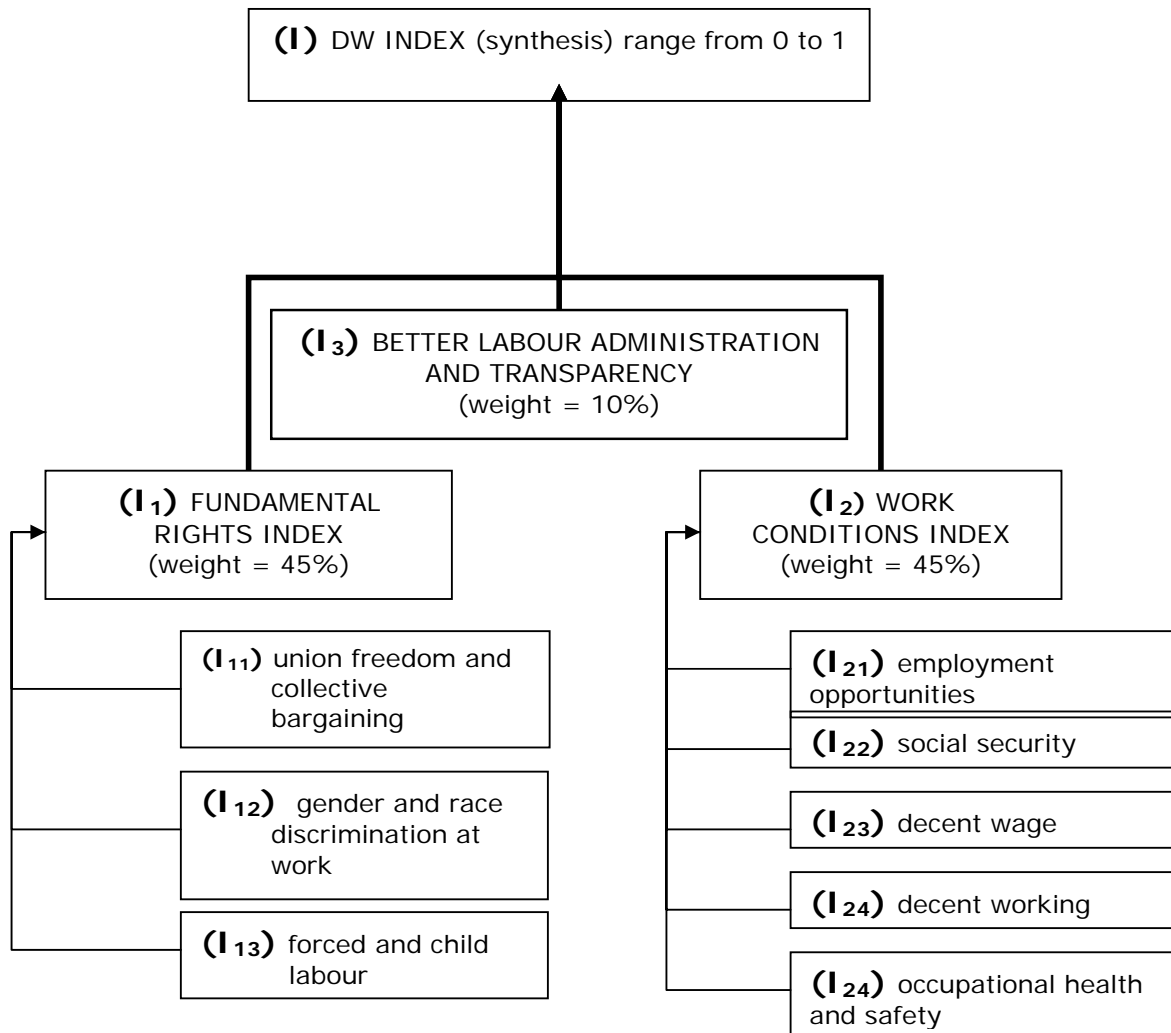 (I) DW INDEX (synthesis) range from 0 to 1
(I3) BETTER LABOUR ADMINISTRATION
AND TRANSPARENCY
(weight = 10%)
(I1) FUNDAMENTAL
RIGHTS INDEX
(weight = 45%)
(I11) union freedom and
collective
bargaining
(I12) gender and race
discrimination at
work
(I13) forced and child
labour
(I2) WORK
CONDITIONS INDEX
(weight = 45%)
(I21) employment
opportunities
(I22) social security
(I23) decent wage
(I24) decent working
(I24) occupational health
and safety